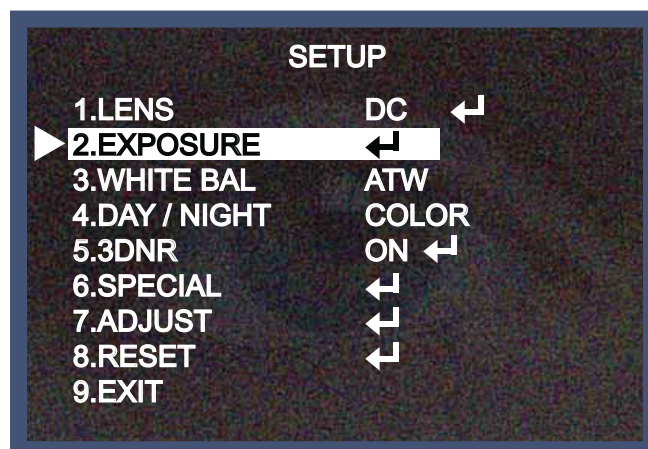 SETUP
1.LENS DC ↲
2.EXPOSURE ↲
3.WHITE BAL ATW
4.DAY / NIGHT COLOR
5.3DNR ON ↲
6.SPECIAL ↲
7.ADJUST ↲
8.RESET ↲
9.EXIT